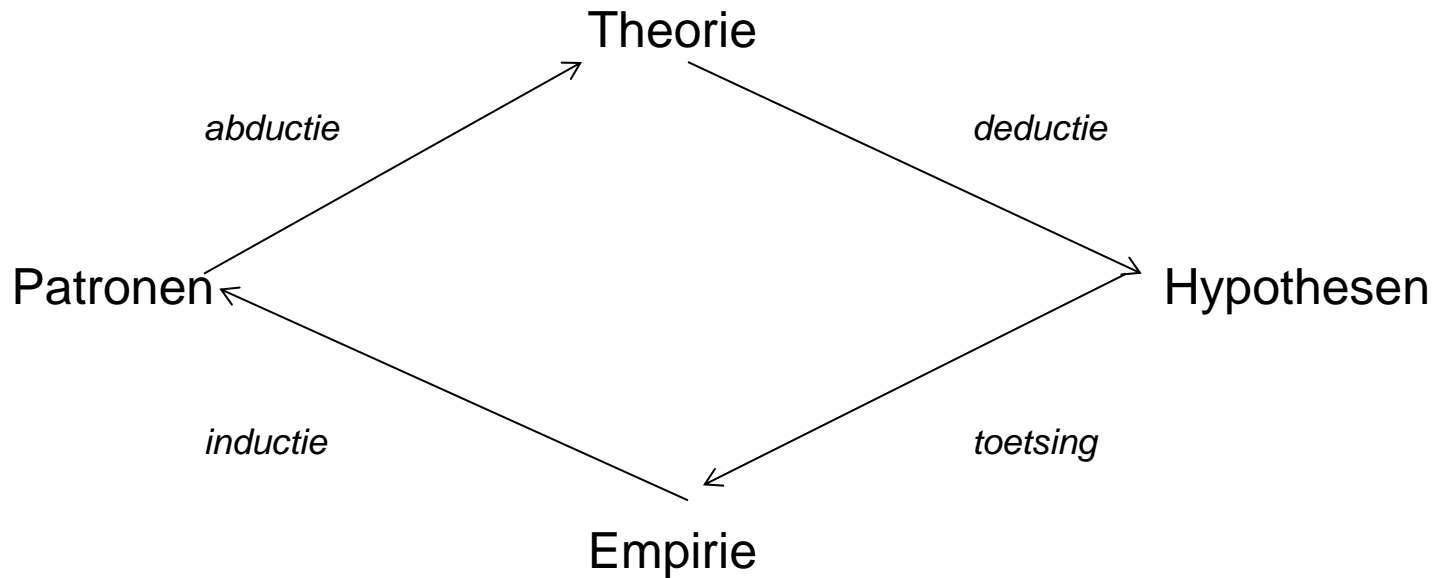 Theorie
abductie
deductie
Patronen
Hypothesen
inductie
toetsing
Empirie